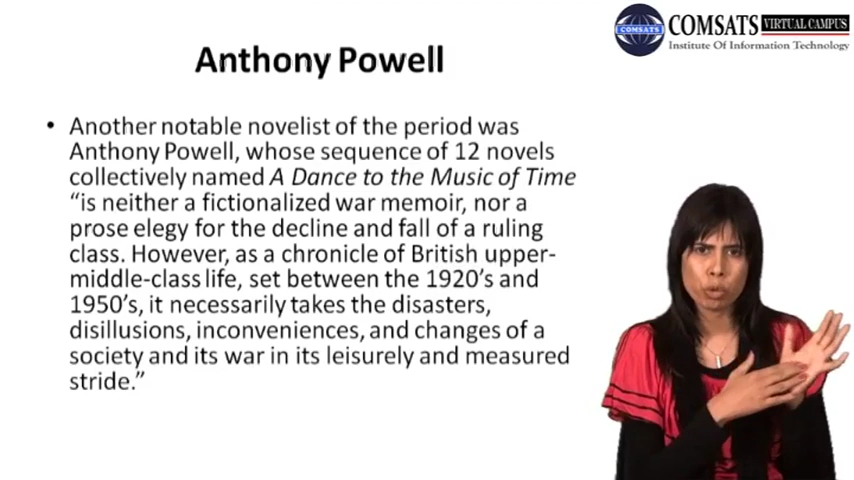 COMSATS
COMSATS VIRTUAL CAMPUS
Institute Of Information Technology
Anthony Powell
• Another notable novelist of the period was
Anthony Powell, whose sequence of 12 novels
collectively named A Dance to the Music of Time
“is neither a fictionalized war memoir, nor a
prose elegy for the decline and fall of a ruling
class. However, as a chronicle of British upper-
middle-class life, set between the 1920’s and
1950’s, it necessarily takes the disasters,
disillusions, inconveniences, and changes of a
society and its war in its leisurely and measured
stride.”